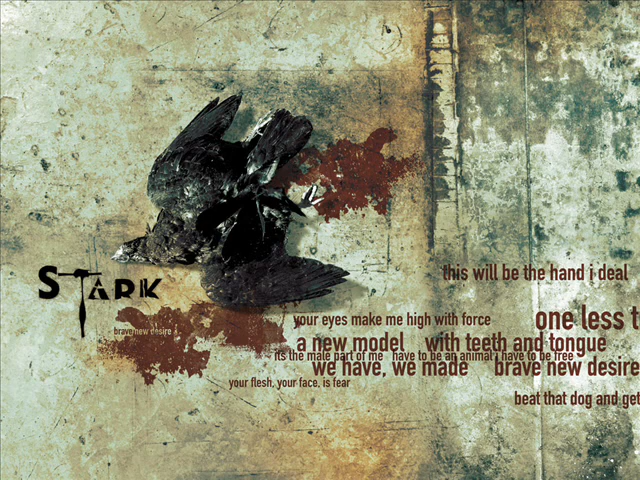 this will be the hand i deal
STARK
brave new desire
your eyes make me high with force
one less t
a new model with teeth and tongue
its the male part of me have to be an animal i have to be free
we have, we made brave new desire
your flesh, your face, is fear
beat that dog and get